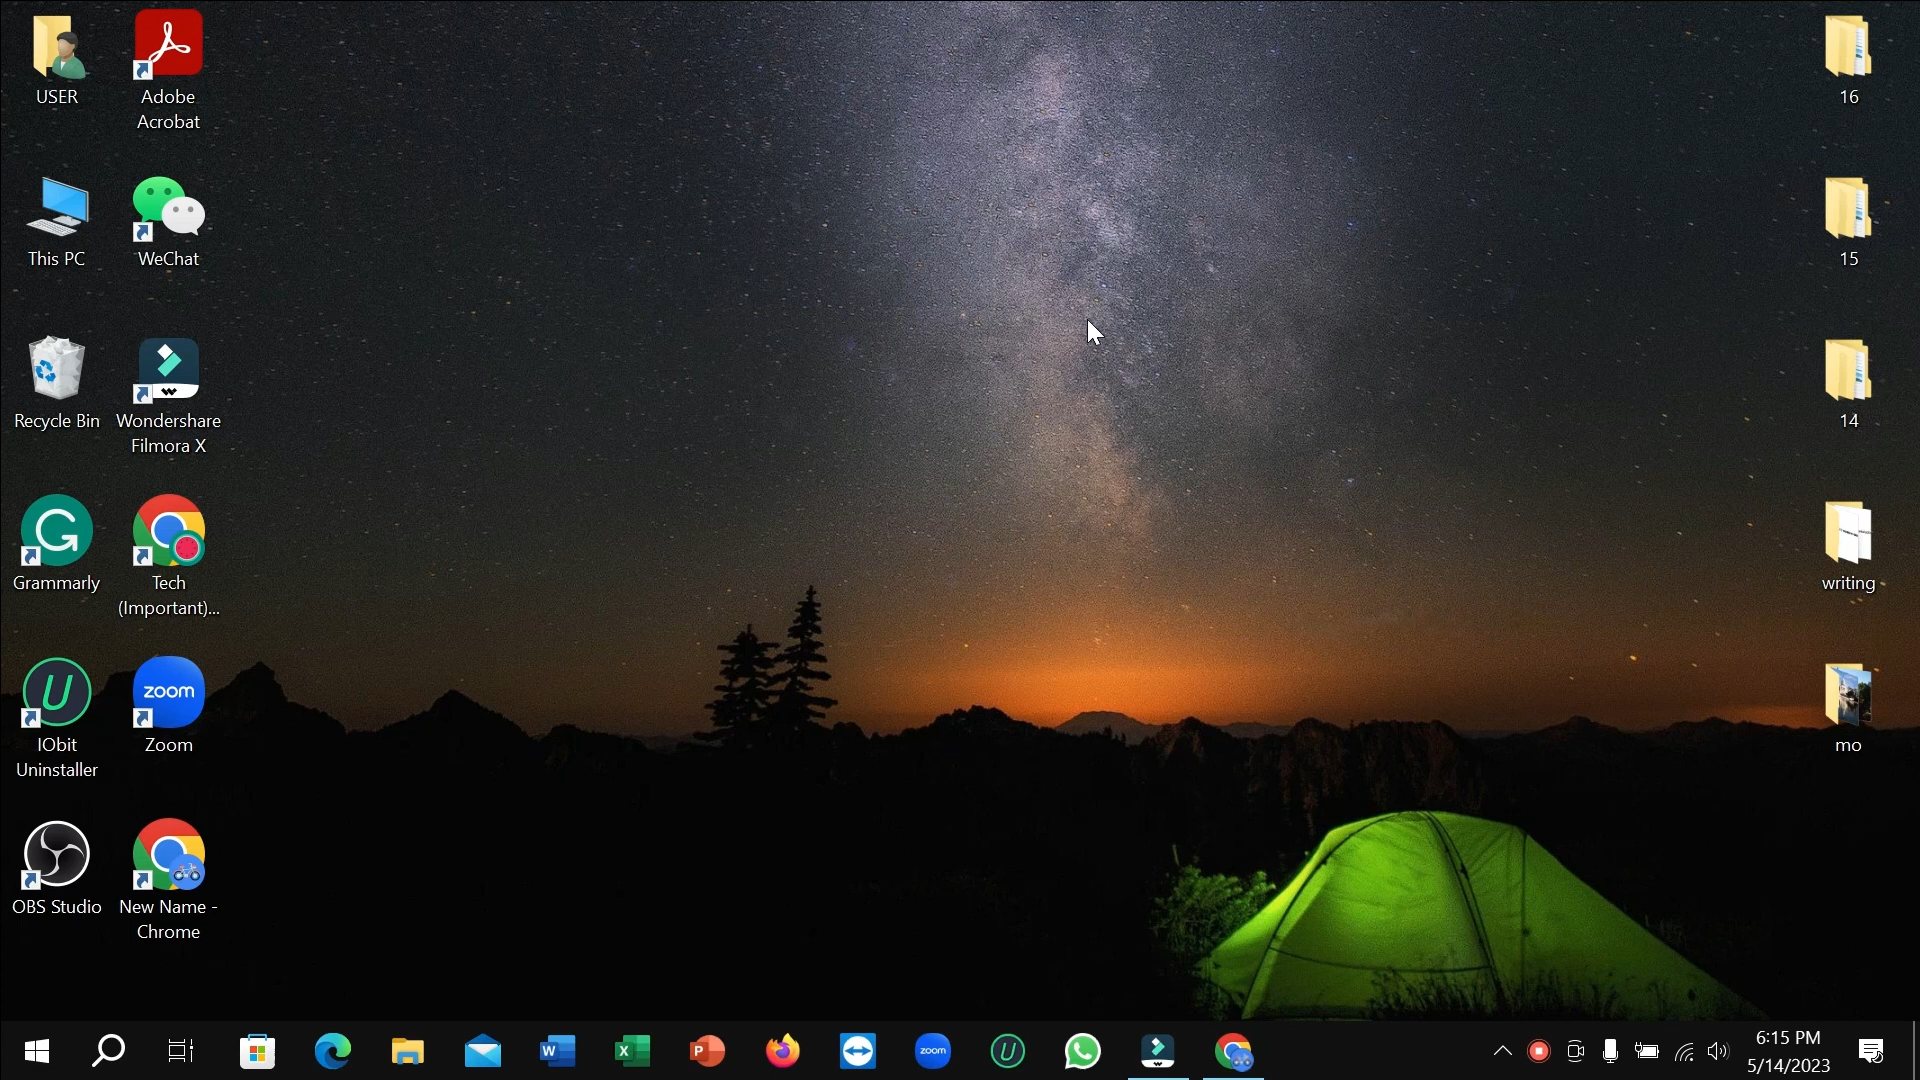 USER
Adobe
Acrobat
16
This PC
WeChat
15
Recycle Bin
Wondershare
Filmora X
14
Grammarly
Tech
(Important)...
writing
zoom
IObit
Uninstaller
Zoom
mo
OBS Studio
New Name -
Chrome
W
X
P
zoom
6:15 PM
5/14/2023